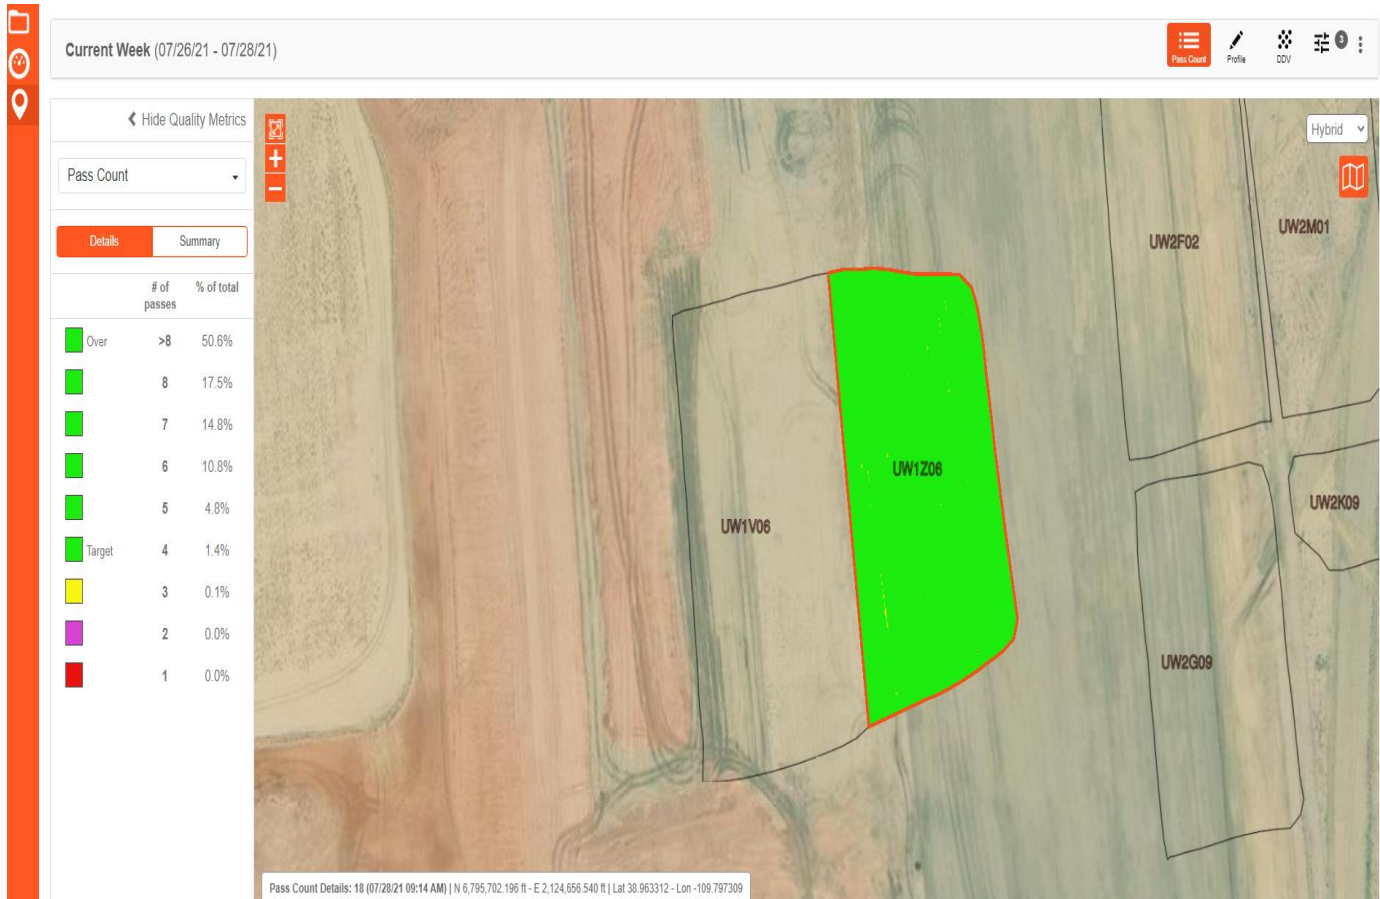 Current Week (07/26/21 - 07/28/21)
Pass Count
Profile
DDV
3
Hide Quality Metrics
Pass Count
Details Summary
# of passes % of total
Over >8 50.6%
8 17.5%
7 14.8%
6 10.8%
5 4.8%
Target 4 1.4%
3 0.1%
2 0.0%
1 0.0%
Hybrid
UW2M01
UW2F02
UW1Z06
UW2K09
UW1V06
UW2G09
Pass Count Details: 18 (07/28/21 09:14 AM) | N 6,795,702.196 ft - E 2,124,656.540 ft | Lat 38.963312 - Lon -109.797309